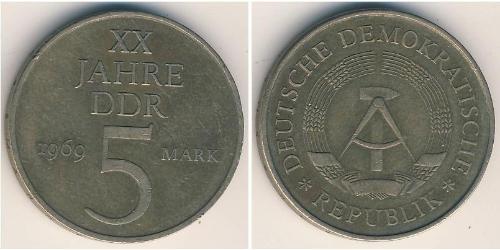 XX
JAHRE
DDR
1969 5 MARK
* DEUTSCHE DEMOKRATISCHE *
REPUBLIK